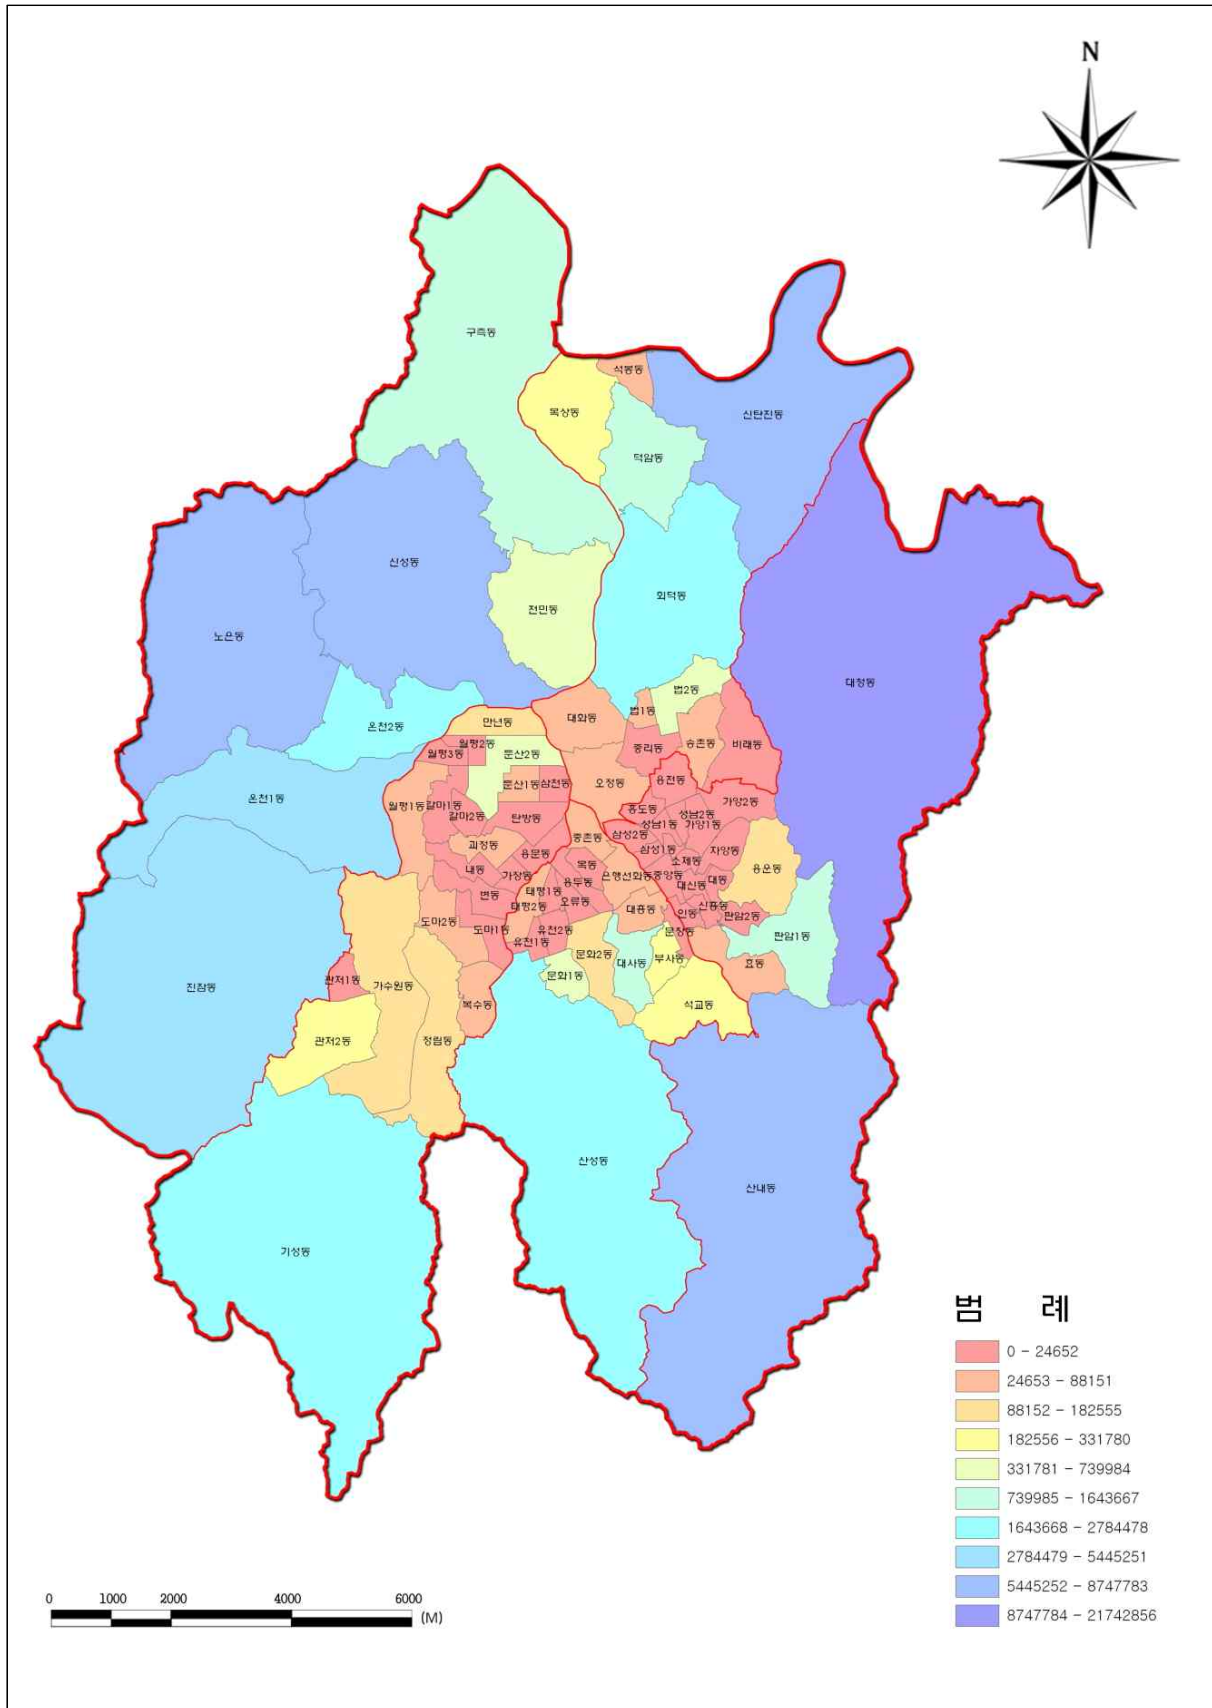 N
구즉동
석봉동
목상동
신탄진동
덕암동
신성동
전민동
회덕동
노은동
대청동
법2동
온천2동
만년동
대화동
법1동
월평2동
월평3동
둔산2동
중리동
송촌동
비래동
둔산1동
삼천동
오정동
용전동
온천1동
월평1동
갈마1동
갈마2동
탄방동
홍도동
성남2동
가양2동
성남1동
가양1동
삼성2동
중촌동
괴정동
용문동
삼성1동
자양동
소제동
내동
가장동
목동
은행선화동
중앙동
용운동
변동
태평1동
용두동
대신동
대동
태평2동
오류동
대흥동
인동
신흥동
판암2동
도마2동
도마1동
유천2동
유천1동
문창동
판암1동
문화2동
대사동
부사동
효동
문화1동
관저1동
가수원동
진잠동
복수동
석교동
관저2동
정림동
산성동
산내동
기성동
범 례
0 - 24652
24653 - 88151
88152 - 182555
182556 - 331780
331781 - 739984
739985 - 1643667
1643668 - 2784478
2784479 - 5445251
5445252 - 8747783
8747784 - 21742856
0 1000 2000 4000 6000
(M)